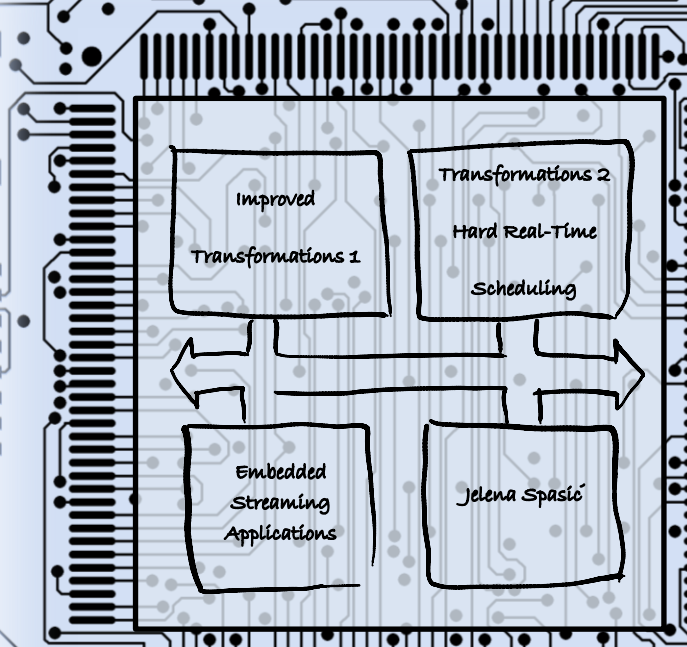 Improved
Transformations 1
Transformations 2
Hard Real-Time
Scheduling
Embedded
Streaming
Applications
Jelena Spasić